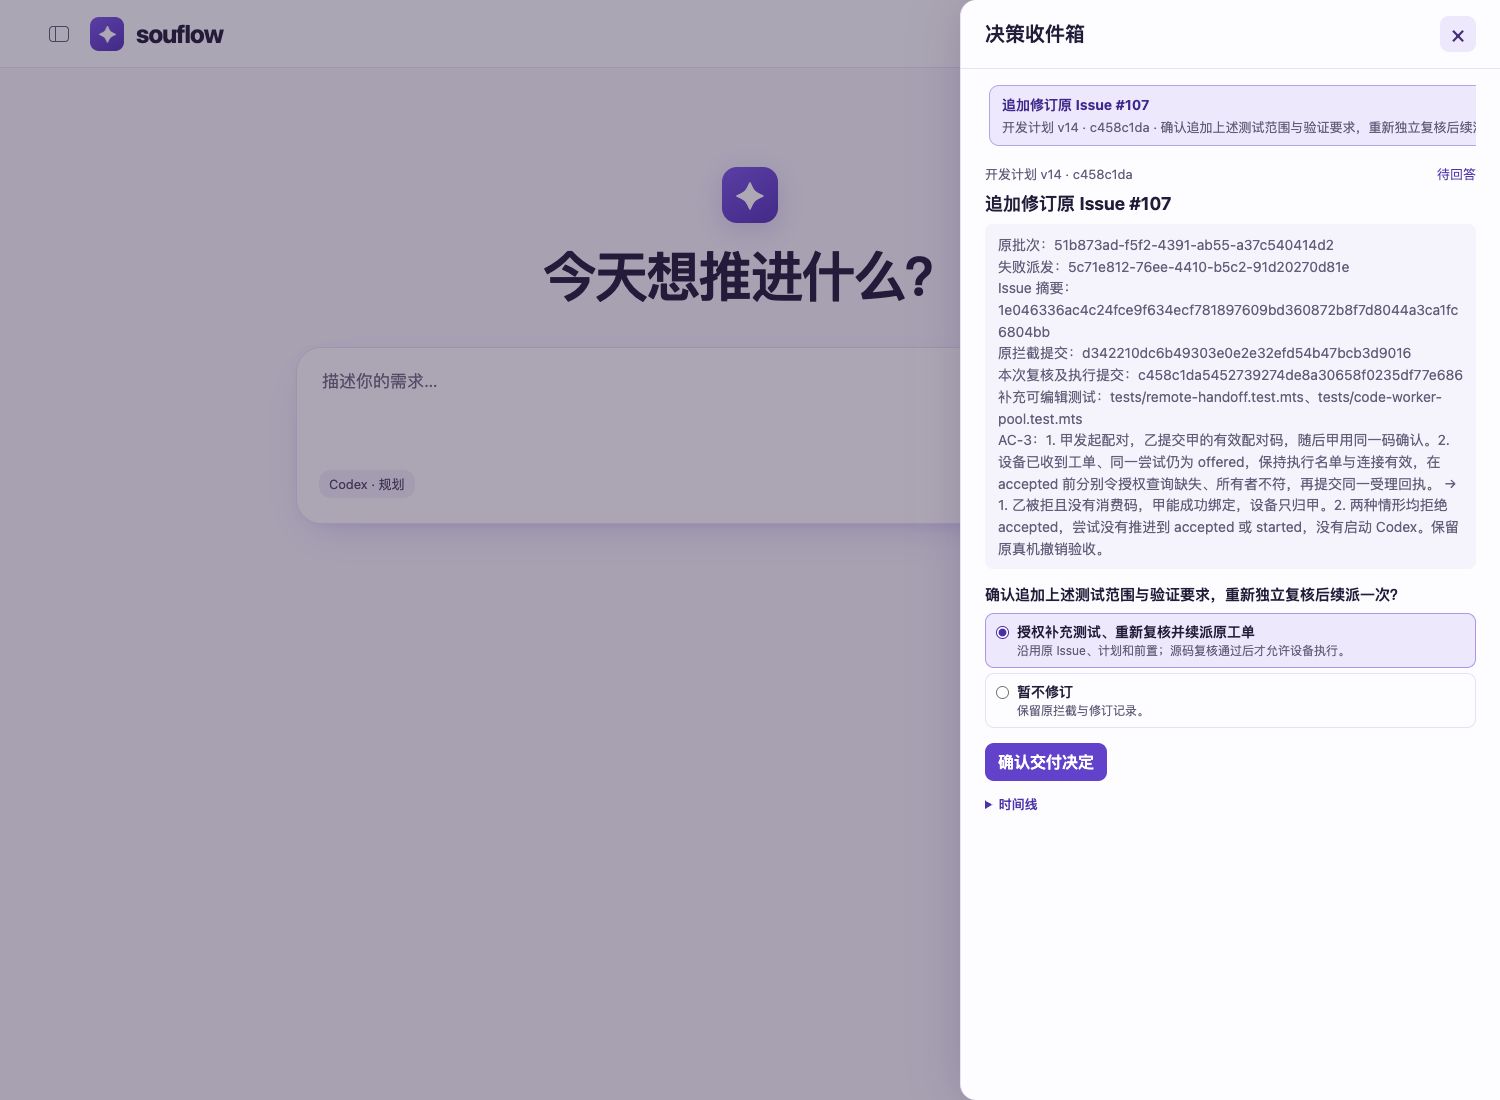 souflow
今天想推进什么？
描述你的需求...
Codex · 规划
决策收件箱
追加修订原 Issue #107
开发计划 v14 · c458c1da · 确认追加上述测试范围与验证要求，重新独立复核后续
开发计划 v14 · c458c1da
待回答
追加修订原 Issue #107
原批次：51b873ad-f5f2-4391-ab55-a37c540414d2
失败派发：5c71e812-76ee-4410-b5c2-91d20270d81e
Issue 摘要：
1e046336ac4c24fce9f634ecf781897609bd360872b8f7d8044a3ca1fc
6804bb
原拦截提交：d342210dc6b49303e0e2e32efd54b47bcb3d9016
本次复核及执行提交：c458c1da5452739274de8a30658f0235df77e686
补充可编辑测试：tests/remote-handoff.test.mts、tests/code-worker-
pool.test.mts
AC-3：1. 甲发起配对，乙提交甲的有效配对码，随后甲用同一码确认。2.
设备已收到工单、同一尝试仍为 offered，保持执行名单与连接有效，在
accepted 前分别令授权查询缺失、所有者不符，再提交同一受理回执。 →
1. 乙被拒且没有消费码，甲能成功绑定，设备只归甲。2. 两种情形均拒绝
accepted，尝试没有推进到 accepted 或 started，没有启动 Codex。保留
原真机撤销验收。
确认追加上述测试范围与验证要求，重新独立复核后续派一次？
授权补充测试、重新复核并续派原工单
沿用原 Issue、计划和前置；源码复核通过后才允许设备执行。
暂不修订
保留原拦截与修订记录。
确认交付决定
时间线